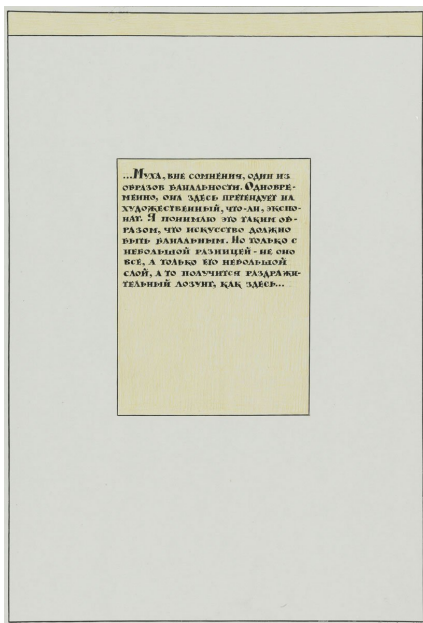 ...Муха, вне сомнения, один из
образов банальности. Одновре-
менно, она здесь претендует на
художественный, что-ли, экспо-
нат. Я понимаю это таким об-
разом, что искусство должно
быть банальным. Но только с
небольшой разницей - не оно
все, а только его небольшой
слой, а то получится раздражи-
тельный лозунг, как здесь...